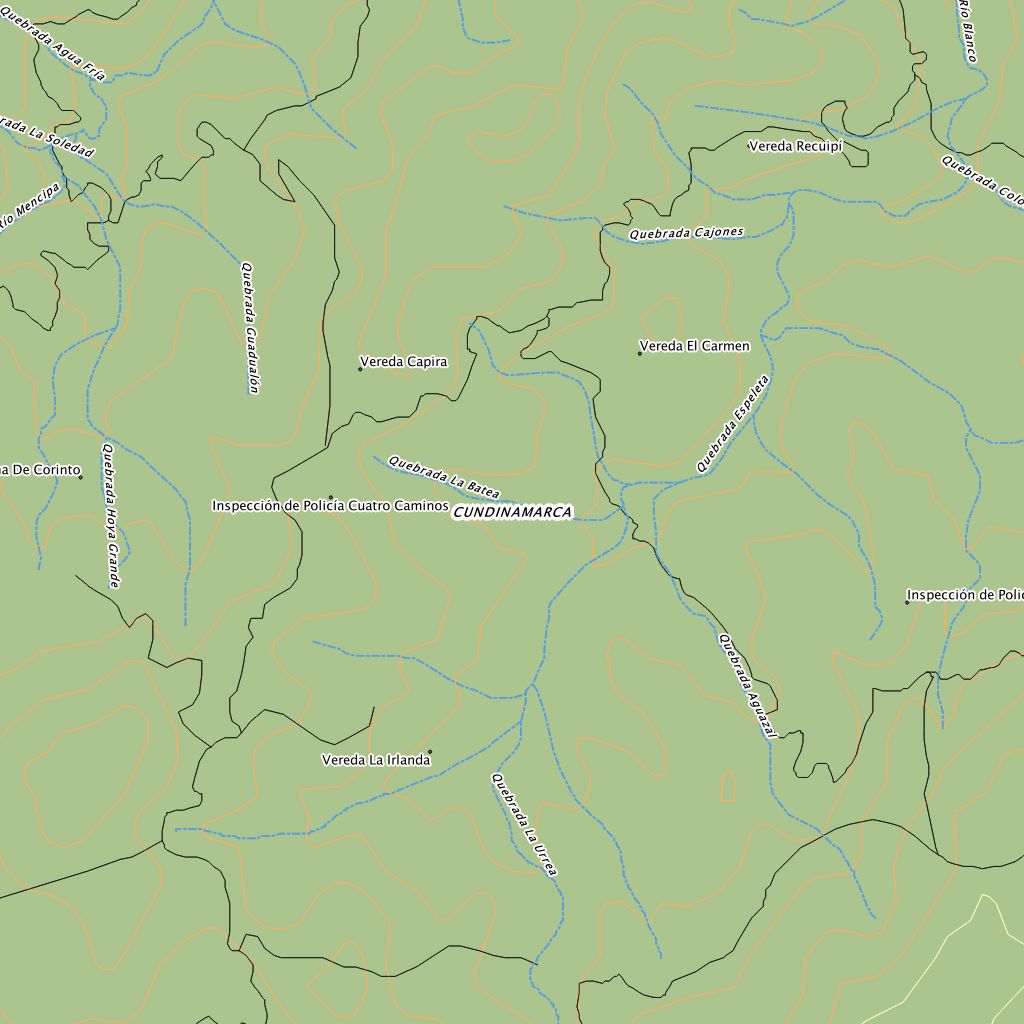 Quebrada Agua Fría
Río Blanco
rada La Soledad
Vereda Recuipí
Quebrada Colo
Río Mencipa
Quebrada Cajones
Quebrada Guadualón
Vereda El Carmen
Vereda Capira
Quebrada Espeleta
na De Corinto
Quebrada La Batea
Quebrada Hoya Grande
Inspección de Policía Cuatro Caminos
CUNDINAMARCA
Inspección de Polic
Quebrada Aguazal
Vereda La Irlanda
Quebrada La Urrea